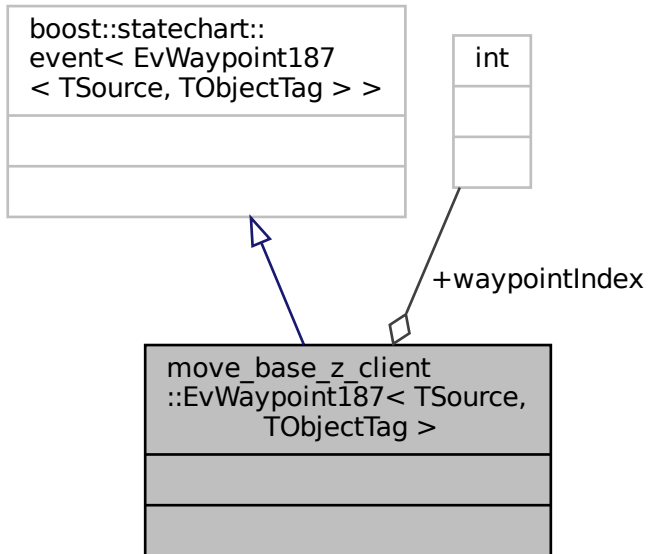 boost::statechart::
event< EvWaypoint187
< TSource, TObjectTag > >
int
+waypointIndex
move_base_z_client
::EvWaypoint187< TSource,
TObjectTag >